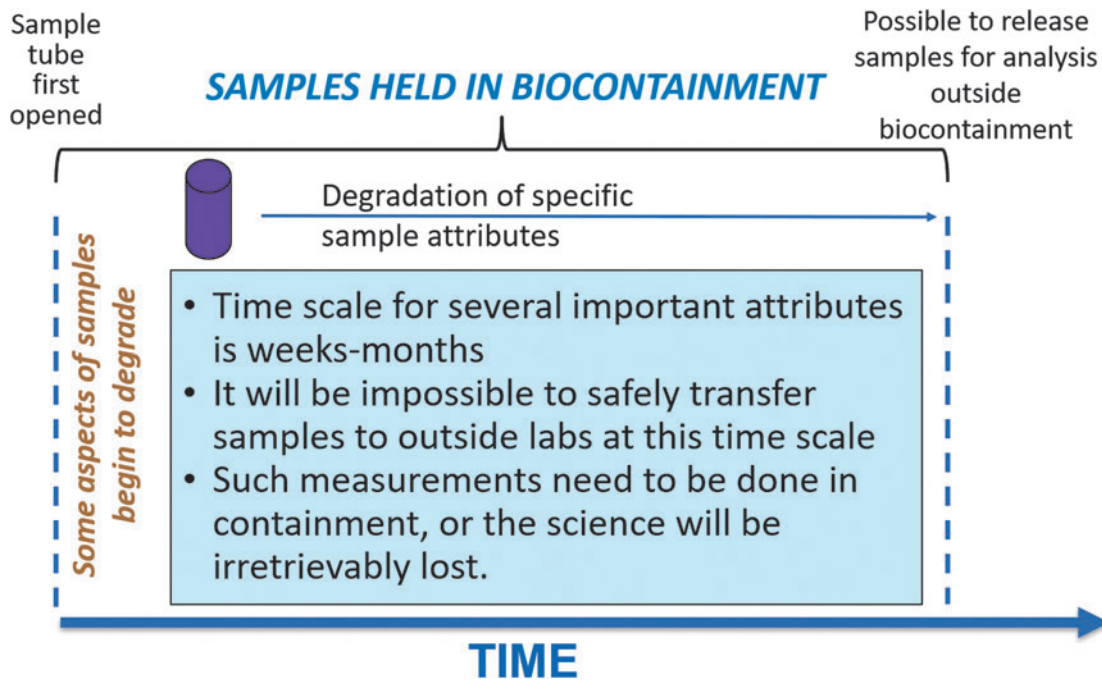 Sample
tube
first
opened
SAMPLES HELD IN BIOCONTAINMENT
Possible to release
samples for analysis
outside
biocontainment
Degradation of specific
sample attributes
Some aspects of samples
begin to degrade
• Time scale for several important attributes
is weeks-months
• It will be impossible to safely transfer
samples to outside labs at this time scale
• Such measurements need to be done in
containment, or the science will be
irretrievably lost.
TIME